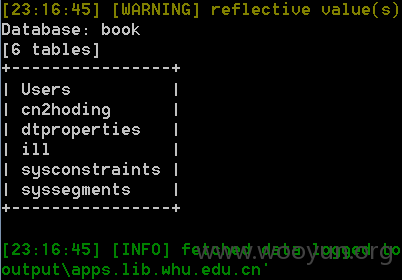 [23:16:45] [WARNING] reflective value(s)
Database: book
[6 tables]
+---------------+
| Users         |
| cn2hoding     |
| dtproperties  |
| ill           |
| sysconstraints |
| syssegments   |
+---------------+
[23:16:45] [INFO] fetched data logged to
output\apps.lib.whu.edu.cn'
www.wooyun.org